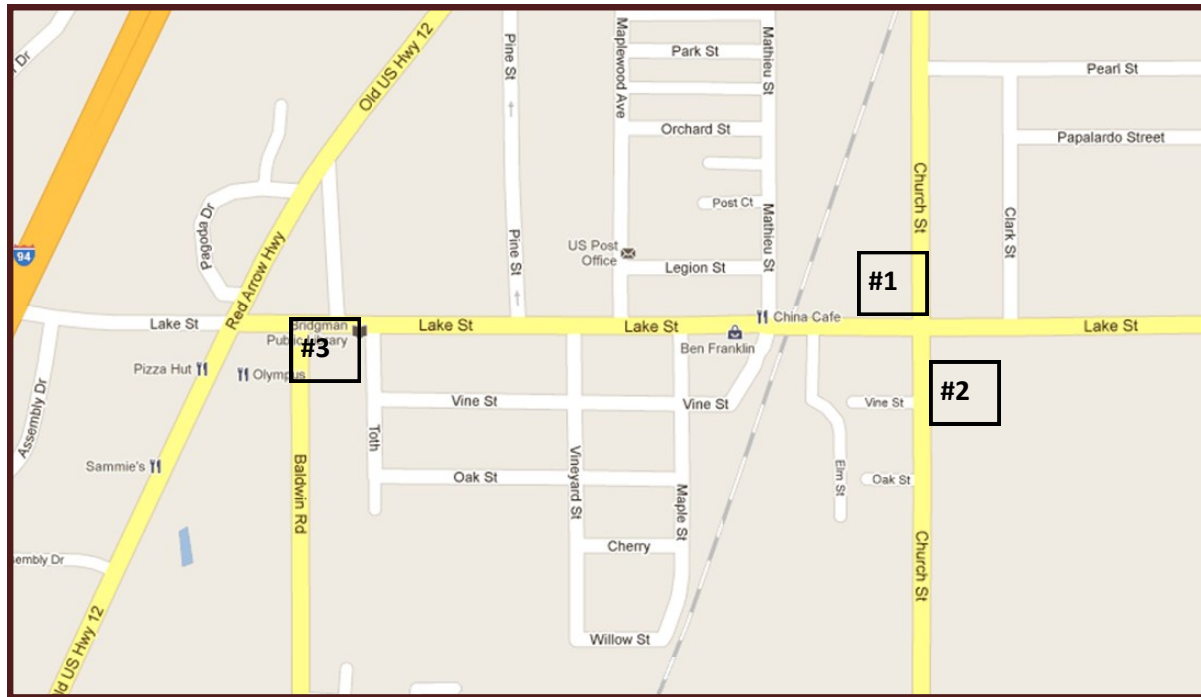 Dr
Old US Hwy 12
Pine St
Maplewood Ave
Park St
Mathieu St
Pearl St
Orchard St
Papalardo Street
Church St
Post Ct
Pagoda Dr
Pine St
US Post
Office
Mathieu St
Clark St
94
Red Arrow Hwy
Legion St
#1
Lake St
Bridgman
Public Library
Lake St
Lake St
China Cafe
Lake St
Ben Franklin
#3
Pizza Hut
Olympus
#2
Assembly Dr
Vine St
Vine St
Vine St
Toth
Sammie's
Baldwin Rd
Oak St
Vineyard St
Maple St
Elm St
Oak St
Cherry
sembly Dr
Church St
Willow St
ld US Hwy 12